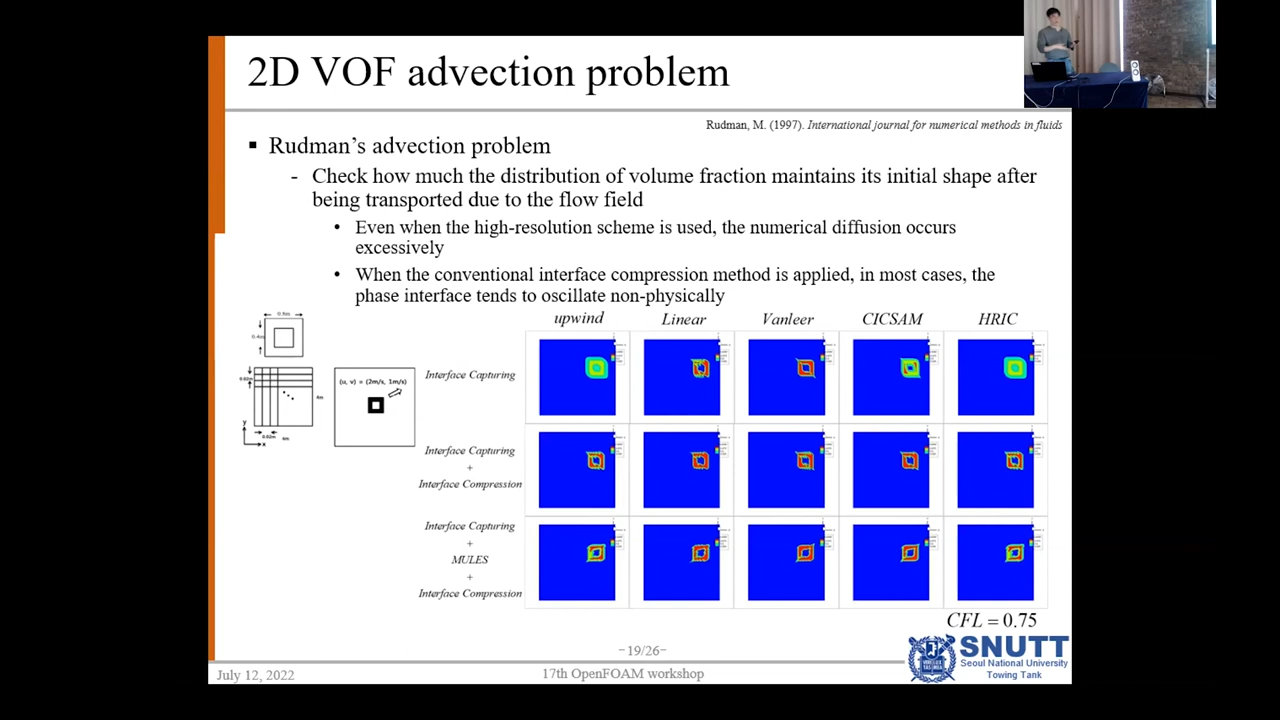 2D VOF advection problem
Rudman, M. (1997). International journal for numerical methods in fluids
▪ Rudman's advection problem
- Check how much the distribution of volume fraction maintains its initial shape after
being transported due to the flow field
• Even when the high-resolution scheme is used, the numerical diffusion occurs
excessively
• When the conventional interface compression method is applied, in most cases, the
phase interface tends to oscillate non-physically
upwind Linear Vanleer CICSAM HRIC
(u, v) = (2m/s, 1m/s)
y
x
Interface Capturing
Interface Capturing
+
Interface Compression
Interface Capturing
+
MULES
+
Interface Compression
CFL = 0.75
-19/26-
July 12, 2022
17th OpenFOAM workshop
SNUTT
Seoul National University
Towing Tank